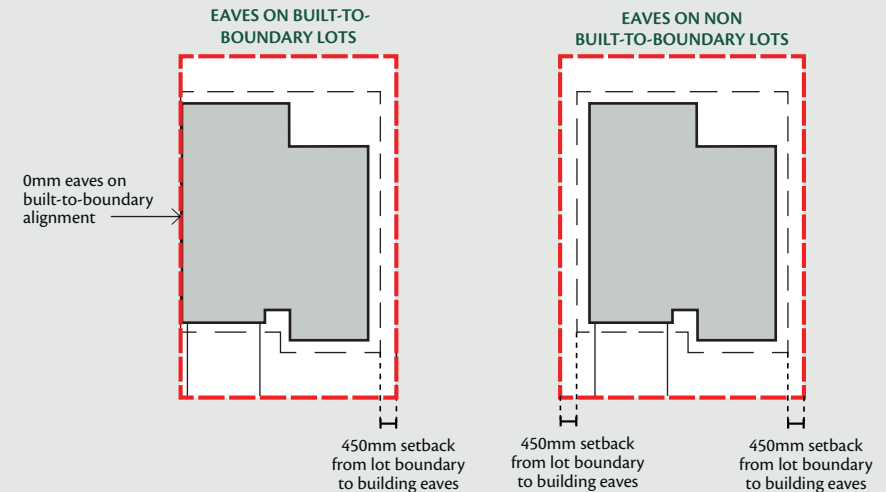 EAVES ON BUILT-TO-
BOUNDARY LOTS
EAVES ON NON
BUILT-TO-BOUNDARY LOTS
0mm eaves on
built-to-boundary
alignment
450mm setback
from lot boundary
to building eaves
450mm setback
from lot boundary
to building eaves
450mm setback
from lot boundary
to building eaves